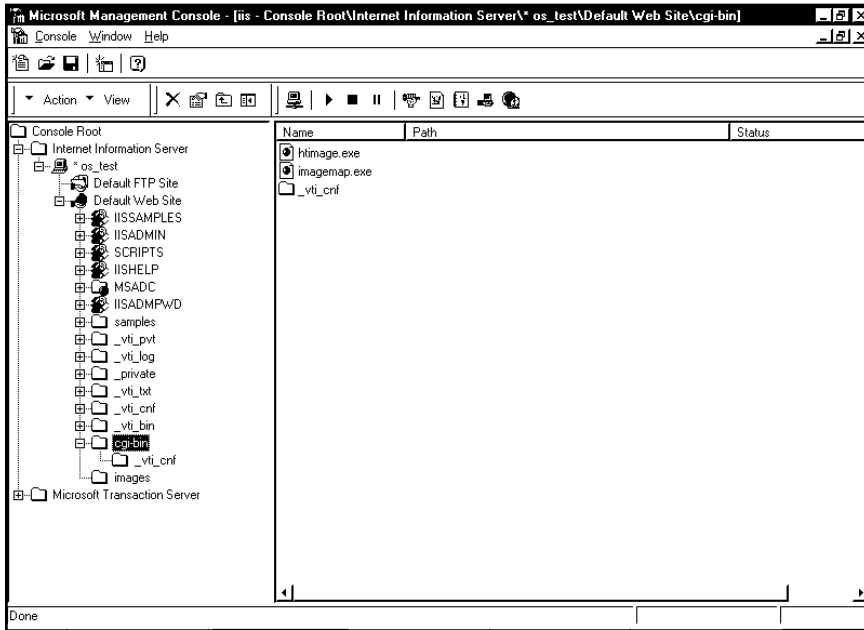 Microsoft Management Console - [iis - Console Root\Internet Information Server\* os_test\Default Web Site\cgi-bin]
Console Window Help
Action View
Console Root
Internet Information Server
* os_test
Default FTP Site
Default Web Site
IISSAMPLES
IISADMIN
SCRIPTS
IISHELP
MSADC
IISADMPWD
samples
_vti_pvt
_vti_log
_private
_vti_txt
_vti_cnf
_vti_bin
cgi-bin
_vti_cnf
images
Microsoft Transaction Server
Name Path Status
htimage.exe
imagemap.exe
_vti_cnf
Done